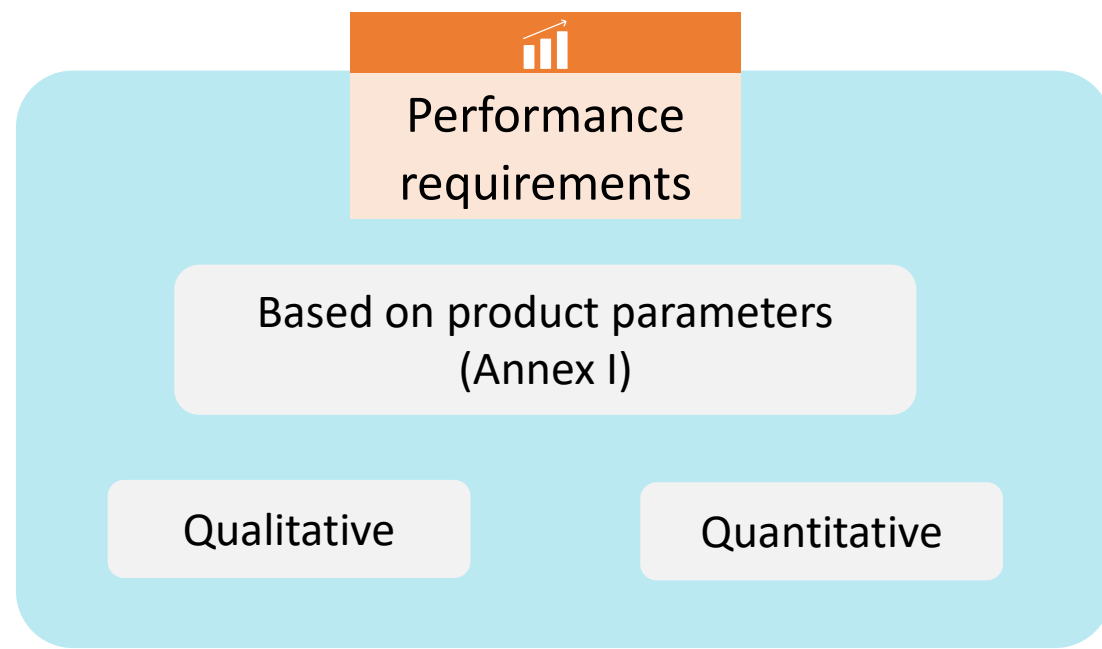 Performance
requirements
Based on product parameters
(Annex I)
Qualitative
Quantitative